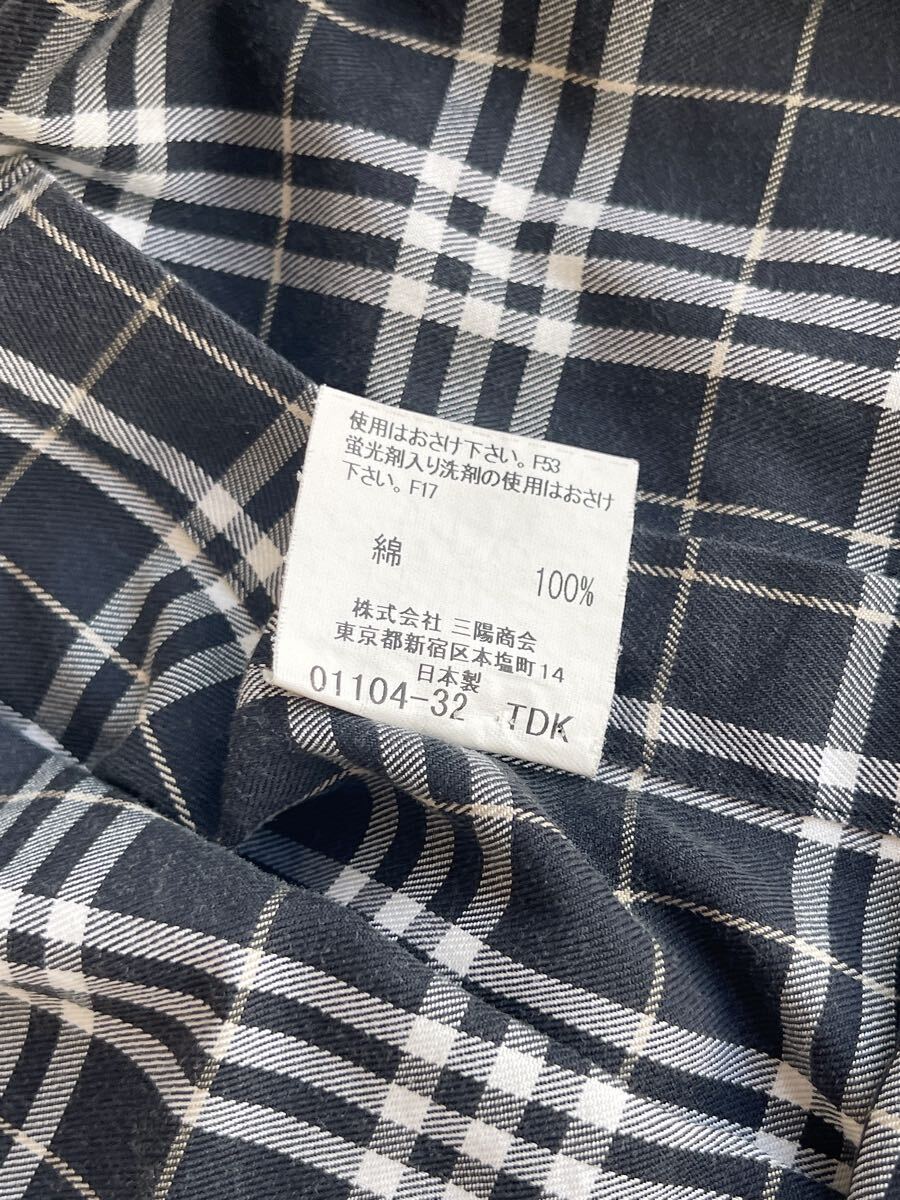 使用はおさけ下さい。F53
蛍光剤入り洗剤の使用はおさけ
下さい。F17
綿
100%
株式会社 三陽商会
東京都新宿区本塩町14
日本製
01104-32 TDK